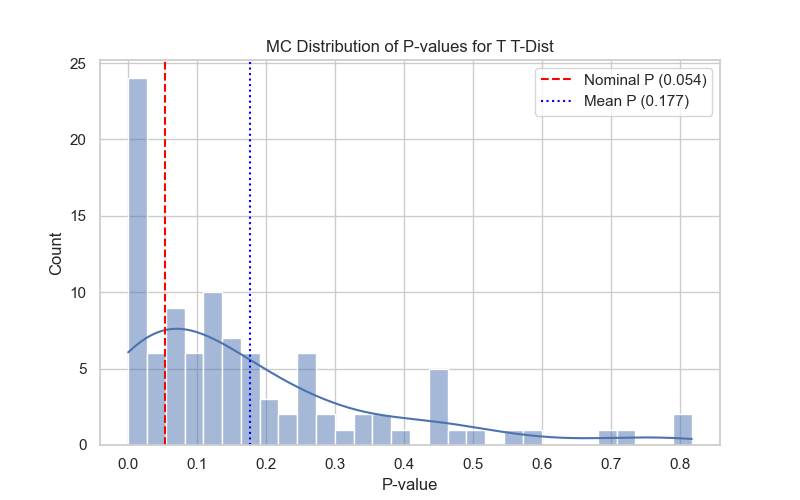 MC Distribution of P-values for T T-Dist
Nominal P (0.054)
Mean P (0.177)
25
20
15
10
5
0
Count
0.0 0.1 0.2 0.3 0.4 0.5 0.6 0.7 0.8
P-value